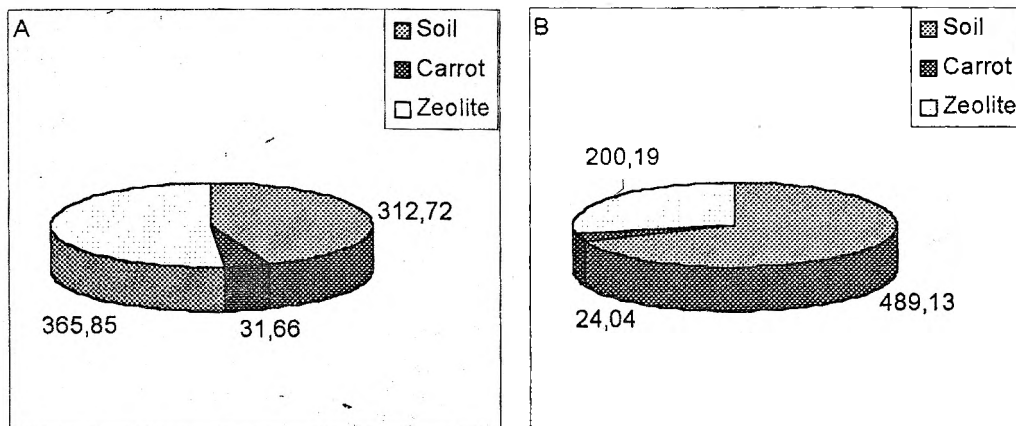 A
Soil
Carrot
Zeolite
312,72
365,85
31,66
B
Soil
Carrot
Zeolite
200,19
24,04
489,13